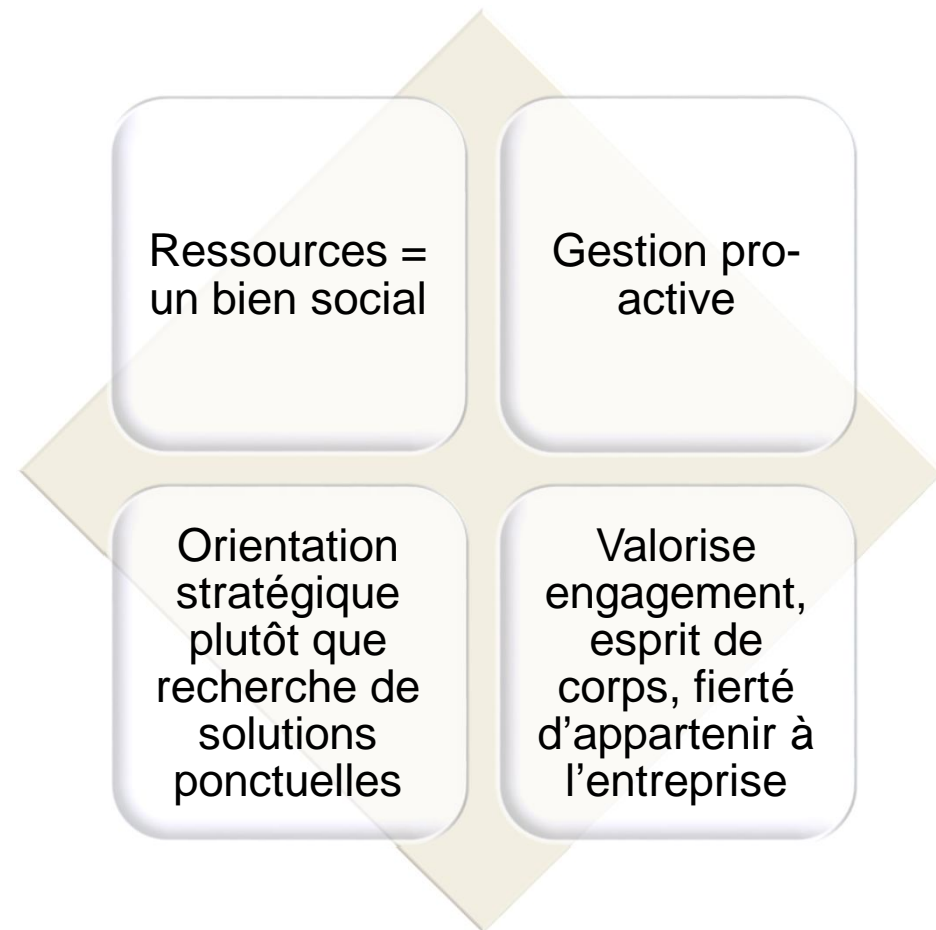 Ressources =
un bien social
Gestion pro-
active
Orientation
stratégique
plutôt que
recherche de
solutions
ponctuelles
Valorise
engagement,
esprit de
corps, fierté
d’appartenir à
l’entreprise